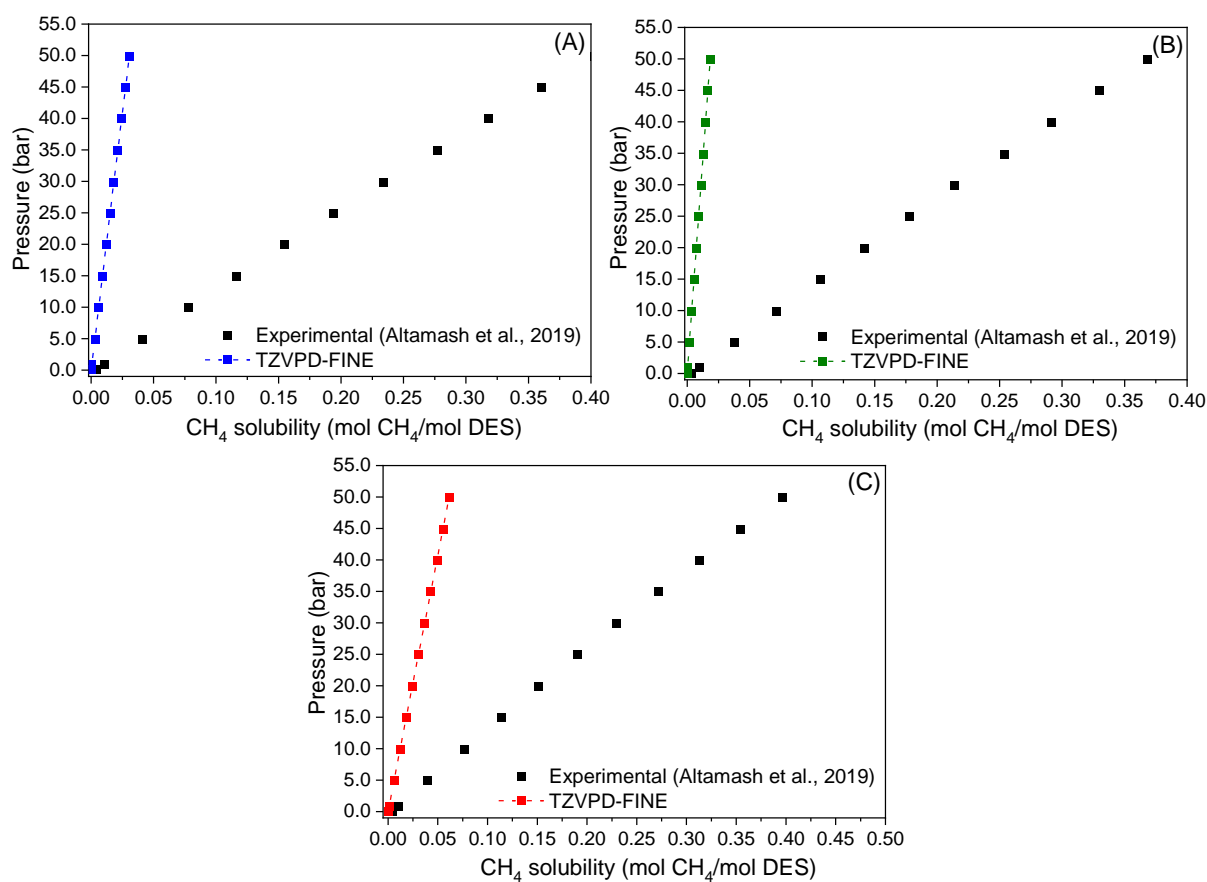 (A)
55.0
50.0
45.0
40.0
35.0
30.0
25.0
20.0
15.0
10.0
5.0
0.0
Pressure (bar)
Experimental (Altamash et al., 2019)
TZVPD-FINE
0.00 0.05 0.10 0.15 0.20 0.25 0.30 0.35 0.40
CH₄ solubility (mol CH₄/mol DES)
(B)
55.0
50.0
45.0
40.0
35.0
30.0
25.0
20.0
15.0
10.0
5.0
0.0
Pressure (bar)
Experimental (Altamash et al., 2019)
TZVPD-FINE
0.00 0.05 0.10 0.15 0.20 0.25 0.30 0.35 0.40
CH₄ solubility (mol CH₄/mol DES)
(C)
55.0
50.0
45.0
40.0
35.0
30.0
25.0
20.0
15.0
10.0
5.0
0.0
Pressure (bar)
Experimental (Altamash et al., 2019)
TZVPD-FINE
0.00 0.05 0.10 0.15 0.20 0.25 0.30 0.35 0.40 0.45 0.50
CH₄ solubility (mol CH₄/mol DES)